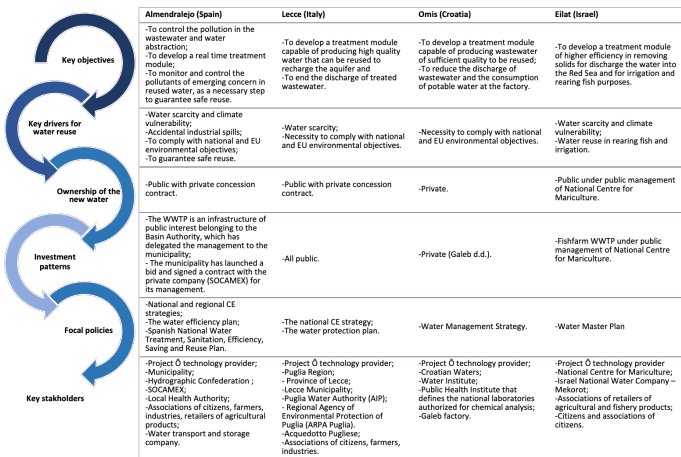 Almendralejo (Spain)
Lecce (Italy)
Omis (Croatia)
Eilat (Israel)
Key objectives
-To control the pollution in the
wastewater and water
abstraction;
-To develop a real time treatment
module;
-To monitor and control the
pollutants of emerging concern in
reused water, as a necessary step
to guarantee safe reuse.
-To develop a treatment module
capable of producing high quality
water that can be reused to
recharge the aquifer and
-To end the discharge of treated
wastewater.
-To develop a treatment module
capable of producing wastewater
of sufficient quality to be reused;
-To reduce the discharge of
wastewater and the consumption
of potable water at the factory.
-To develop a treatment module
of higher efficiency in removing
solids for discharge the water into
the Red Sea and for irrigation and
rearing fish purposes.
Key drivers for
water reuse
-Water scarcity and climate
vulnerability;
-Accidental industrial spills;
-To comply with national and EU
environmental objectives;
-To guarantee safe reuse.
-Water scarcity;
-Necessity to comply with national
and EU environmental objectives.
-Necessity to comply with national
and EU environmental objectives.
-Water scarcity and climate
vulnerability;
-Water reuse in rearing fish and
irrigation.
Ownership of the
new water
-Public with private concession
contract.
-Public with private concession
contract.
-Private.
-Public under public management
of National Centre for
Mariculture.
Investment
patterns
-The WWTP is an infrastructure of
public interest belonging to the
Basin Authority, which has
delegated the management to the
municipality;
- The municipality has launched a
bid and signed a contract with the
private company (SOCAMEX) for
its management.
-All public.
-Private (Galeb d.d.).
-Fishfarm WWTP under public
management of National Centre
for Mariculture.
Focal policies
-National and regional CE
strategies;
-The water efficiency plan;
-Spanish National Water
Treatment, Sanitation, Efficiency,
Saving and Reuse Plan.
-The national CE strategy;
-The water protection plan.
-Water Management Strategy.
-Water Master Plan
Key stakholders
-Project Ô technology provider;
-Municipality;
-Hydrographic Confederation ;
-SOCAMEX;
-Local Health Authority;
-Associations of citizens, farmers,
industries, retailers of agricultural
products;
-Water transport and storage
company.
-Project Ô technology provider;
-Puglia Region;
- Province of Lecce;
-Lecce Municipality;
-Puglia Water Authority (AIP);
- Regional Agency of
Environmental Protection of
Puglia (ARPA Puglia).
-Acquedotto Pugliese;
-Associations of citizens, farmers,
industries.
-Project Ô technology provider;
-Croatian Waters;
-Water Institute;
-Public Health Institute that
defines the national laboratories
authorized for chemical analysis;
-Galeb factory.
-Project Ô technology provider
-National Centre for Mariculture;
-Israel National Water Company –
Mekorot;
-Associations of retailers of
agricultural and fishery products;
-Citizens and associations of
citizens.